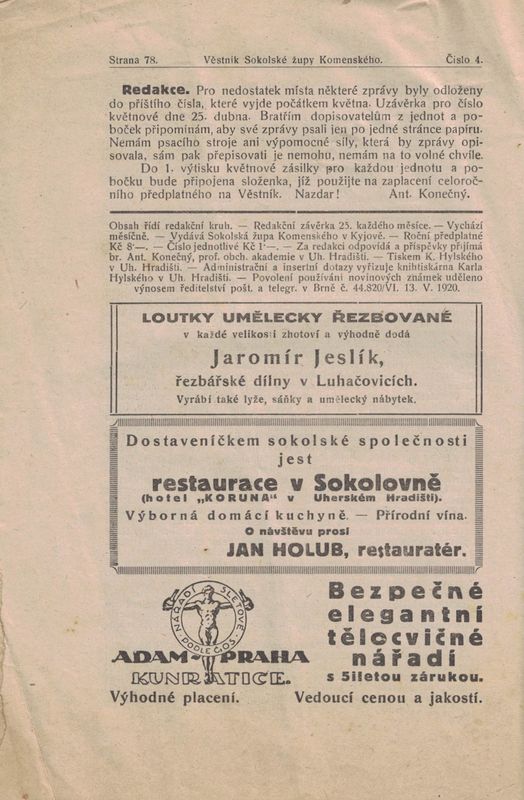 Strana 78. Věstník Sokolské župy Komenského. Číslo 4.
Redakce. Pro nedostatek místa některé zprávy byly odloženy
do příštího čísla, které vyjde počátkem května. Uzávěrka pro číslo
květnové dne 25. dubna. Bratřím dopisovatelům z jednot a po-
boček připomínám, aby své zprávy psali jen po jedné stránce papíru.
Nemám psacího stroje ani výpomocné síly, která by zprávy opi-
sovala, sám pak přepisovati je nemohu, nemám na to volné chvíle.
Do 1. výtisku květnové zásilky pro každou jednotu a po-
bočku bude připojena složenka, jíž použijte na zaplacení celoroč-
ního předplatného na Věstník. Nazdar! Ant. Konečný.
Obsah řídí redakční kruh. — Redakční závěrka 25. každého měsíce. — Vychází
měsíčně. — Vydává Sokolská župa Komenského v Kyjově. — Roční předplatné
Kč 8·—. — Číslo jednotlivé Kč 1·—. — Za redakci odpovídá a příspěvky přijímá
br. Ant. Konečný, prof. obch. akademie v Uh. Hradišti. — Tiskem K. Hylského
v Uh. Hradišti. — Administrační a insertní dotazy vyřizuje knihtiskárna Karla
Hylského v Uh. Hradišti. — Povolení používání novinových známek uděleno
výnosem ředitelství pošt. a telegr. v Brně č. 44.820/VI. 13. V. 1920.
LOUTKY UMĚLECKY ŘEZBOVANÉ
v každé velikosti zhotoví a výhodně dodá
Jaromír Jeslík,
řezbářské dílny v Luhačovicích.
Vyrábí také lyže, sáňky a umělecký nábytek.
Dostaveníčkem sokolské společnosti
jest
restaurace v Sokolovně
(hotel „KORUNA“ v Uherském Hradišti).
Výborná domácí kuchyně. — Přírodní vína.
O návštěvu prosí
JAN HOLUB, restauratér.
NÁŘADÍ SLETOVÉ
PODLE Č.O.S.
ADAM-PRAHA
KUNRATICE.
Výhodné placení.
Bezpečné
elegantní
tělocvičné
nářadí
s 5iletou zárukou.
Vedoucí cenou a jakostí.